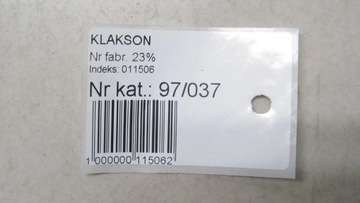 KLAKSON
Nr fabr. 23%
Indeks: 011506
Nr kat.: 97/037
1 000000 115062